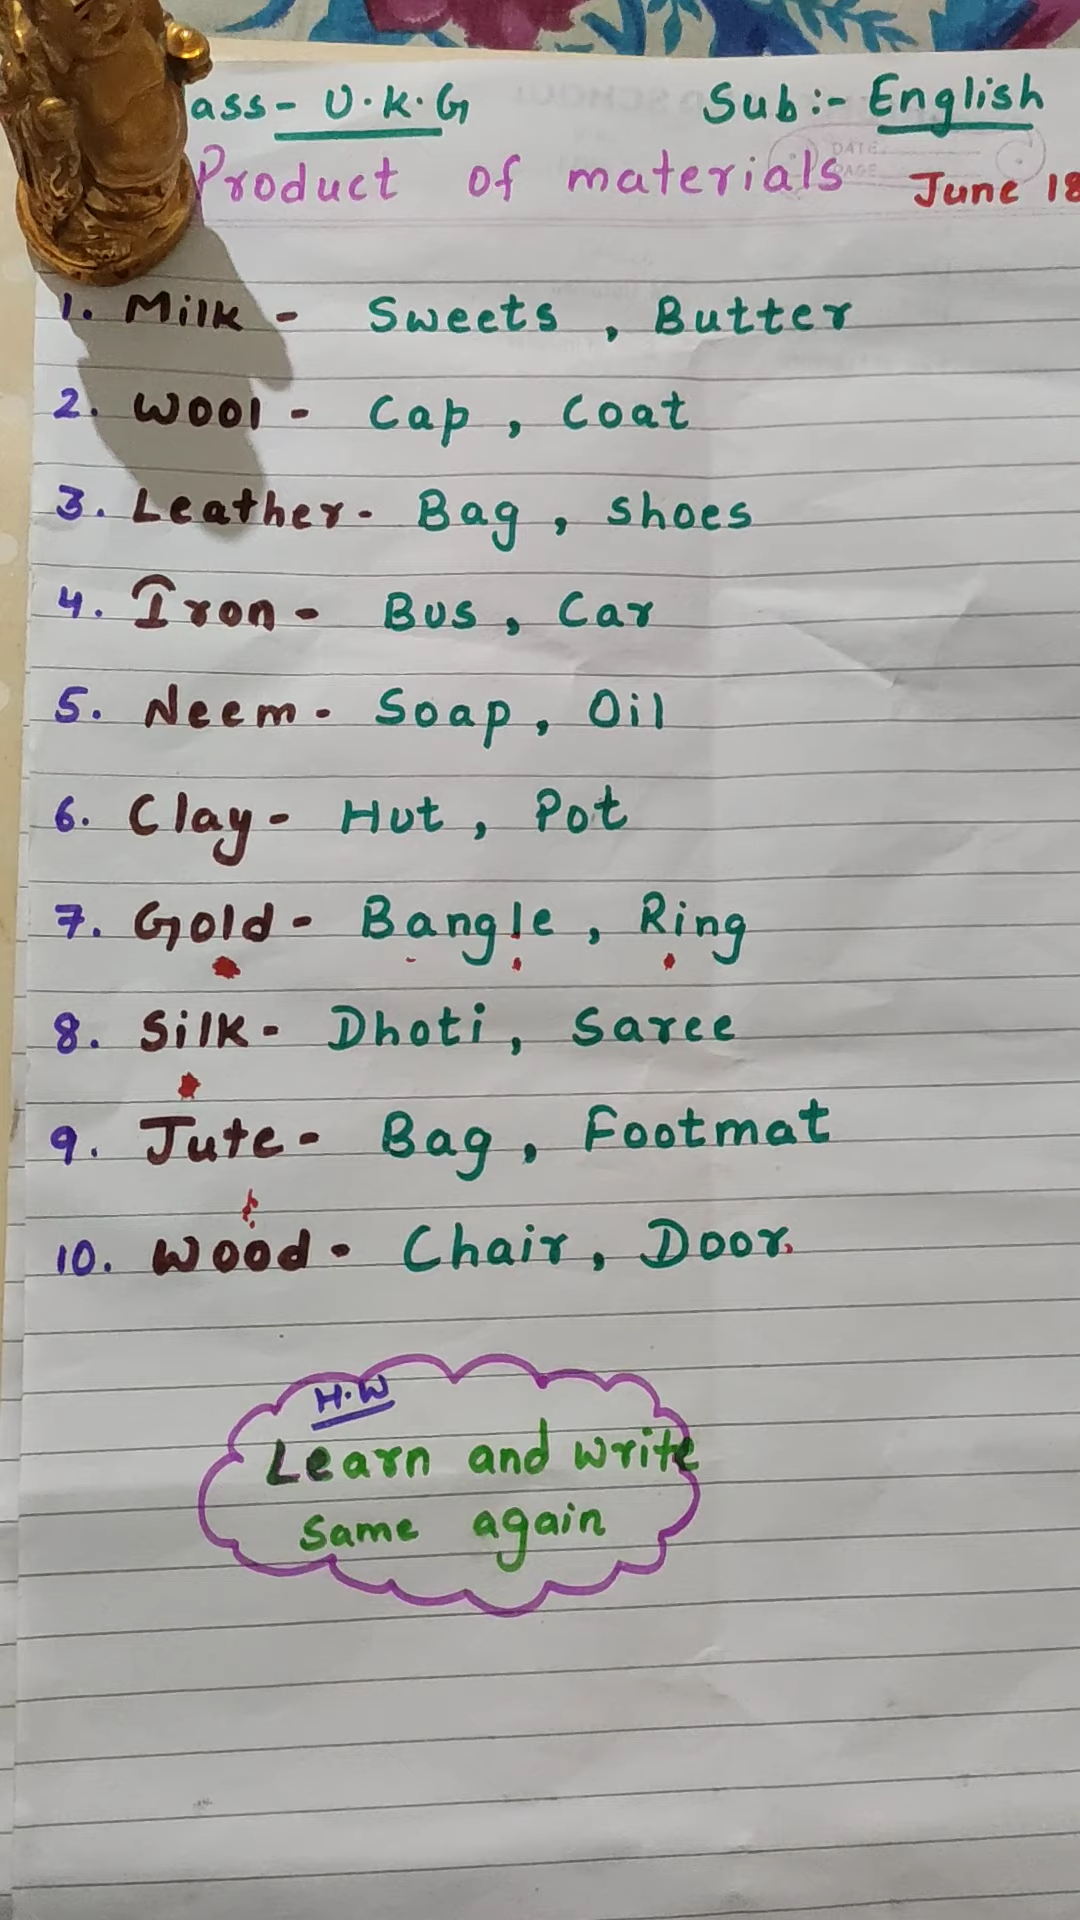 ass - U.K.G Sub:- English
DATE
PAGE
Product of materials June 18
1. Milk - Sweets , Butter
2. Wool - Cap , Coat
3. Leather - Bag , Shoes
4. Iron - Bus , Car
5. Neem - Soap , Oil
6. Clay - Hut , Pot
7. Gold - Bangle , Ring
8. Silk - Dhoti , Saree
9. Jute - Bag , Footmat
10. Wood - Chair , Door.
H.W
Learn and write
Same again